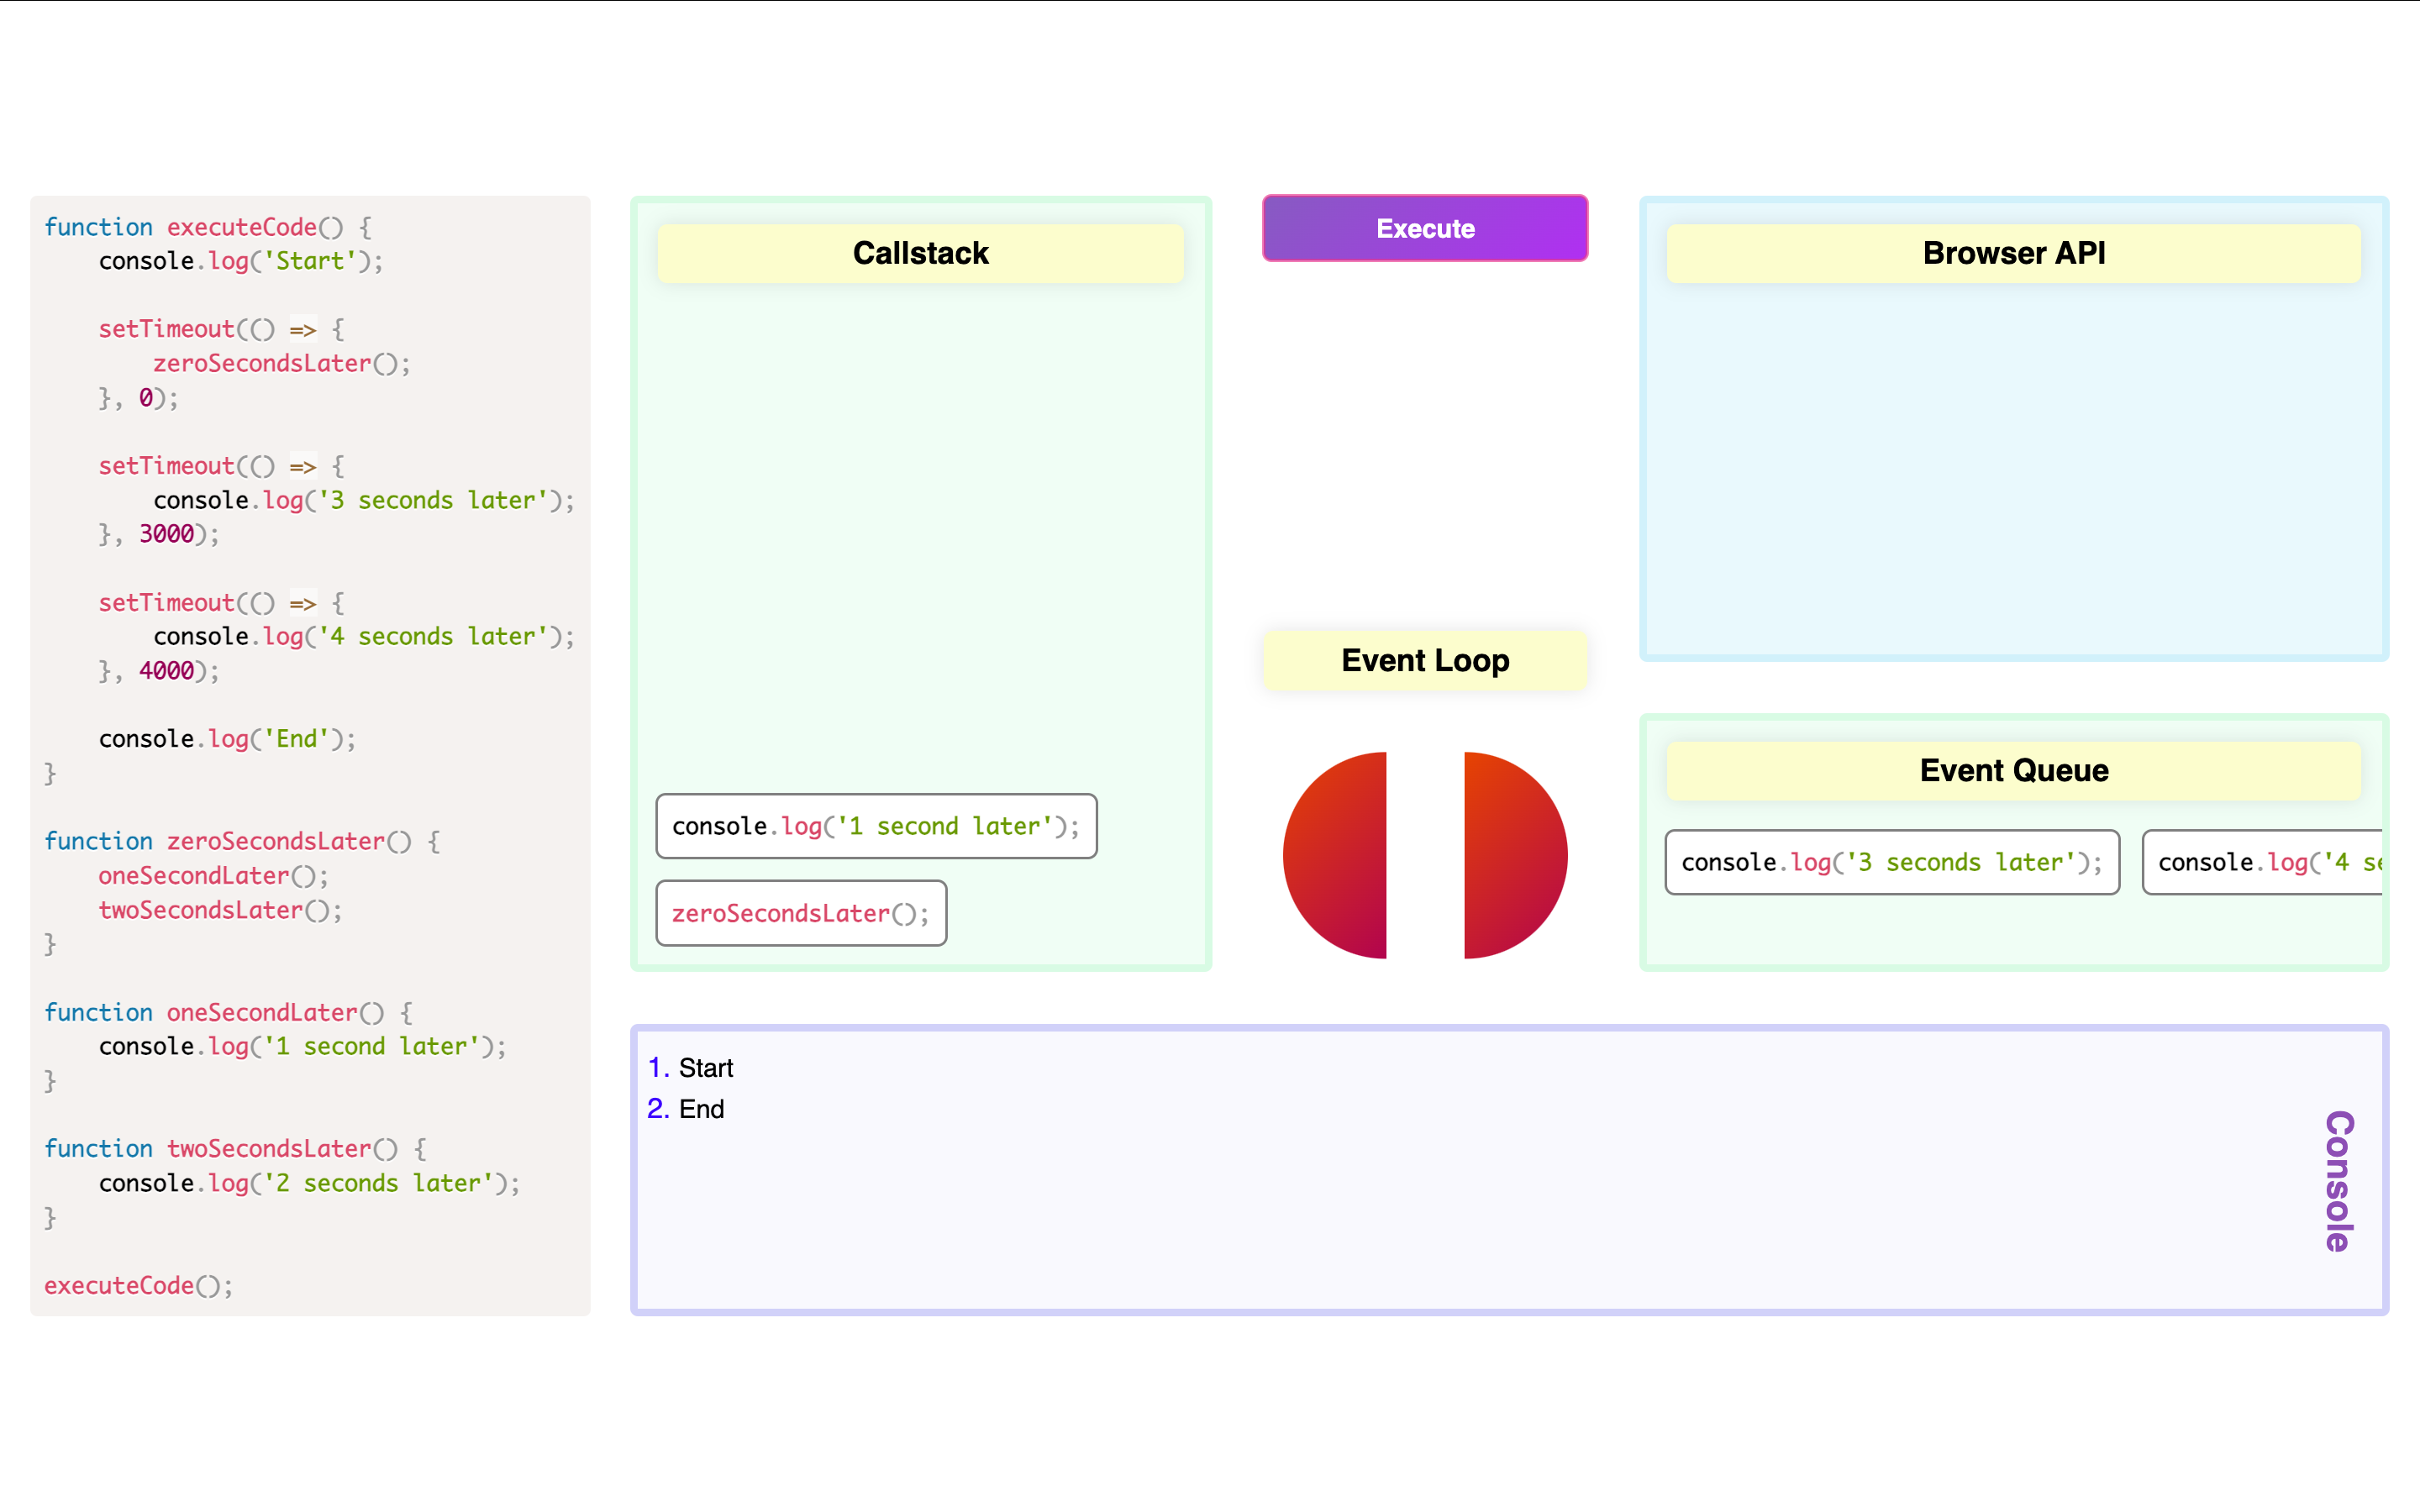 function executeCode() {
console.log('Start');
setTimeout(() => {
zeroSecondsLater();
}, 0);
setTimeout(() => {
console.log('3 seconds later');
}, 3000);
setTimeout(() => {
console.log('4 seconds later');
}, 4000);
console.log('End');
}
function zeroSecondsLater() {
oneSecondLater();
twoSecondsLater();
}
function oneSecondLater() {
console.log('1 second later');
}
function twoSecondsLater() {
console.log('2 seconds later');
}
executeCode();
Callstack
console.log('1 second later');
zeroSecondsLater();
Execute
Event Loop
Browser API
Event Queue
console.log('3 seconds later');
console.log('4 se
1. Start
2. End
Console